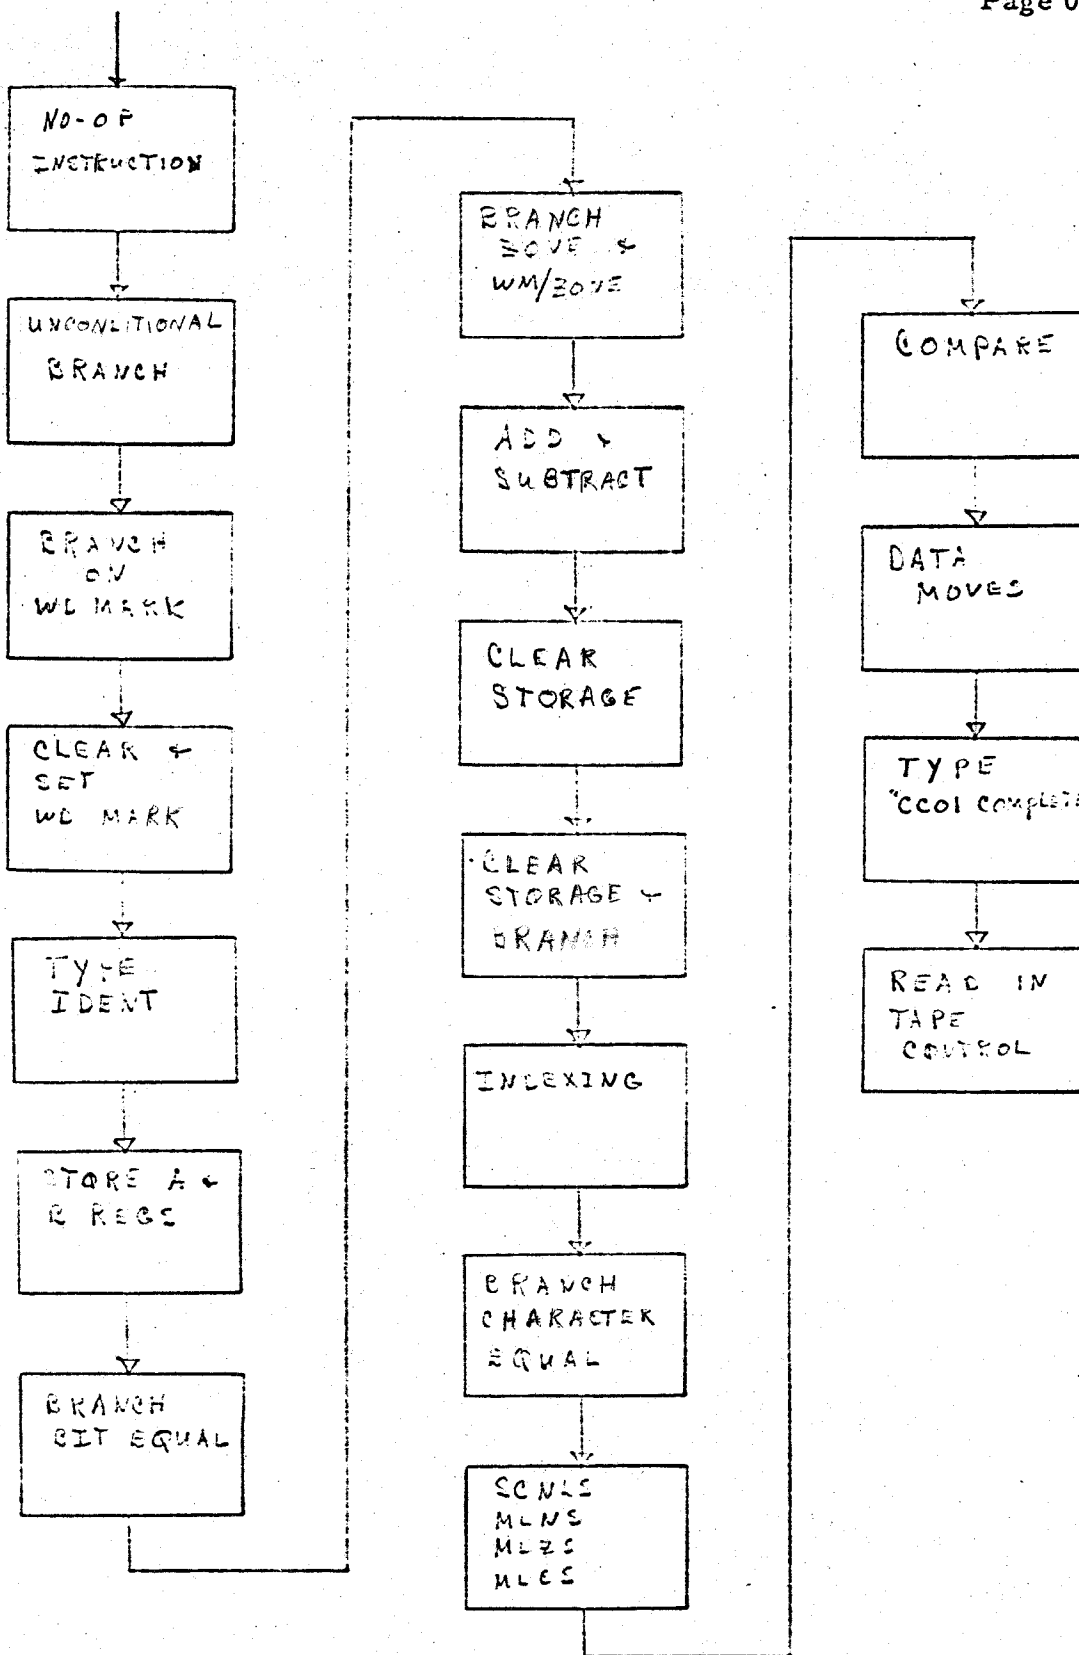 Page 0
NO-OP
INSTRUCTION
UNCONDITIONAL
BRANCH
BRANCH
ON
WD MARK
CLEAR &
SET
WD MARK
TYPE
IDENT
STORE A &
B REGS
BRANCH
BIT EQUAL
BRANCH
ZONE &
WM/ZONE
ADD &
SUBTRACT
CLEAR
STORAGE
CLEAR
STORAGE &
BRANCH
INDEXING
BRANCH
CHARACTER
EQUAL
SCNLS
MLNS
MLZS
MLCS
COMPARE
DATA
MOVES
TYPE
"CC01 COMPLETE
READ IN
TAPE
CONTROL